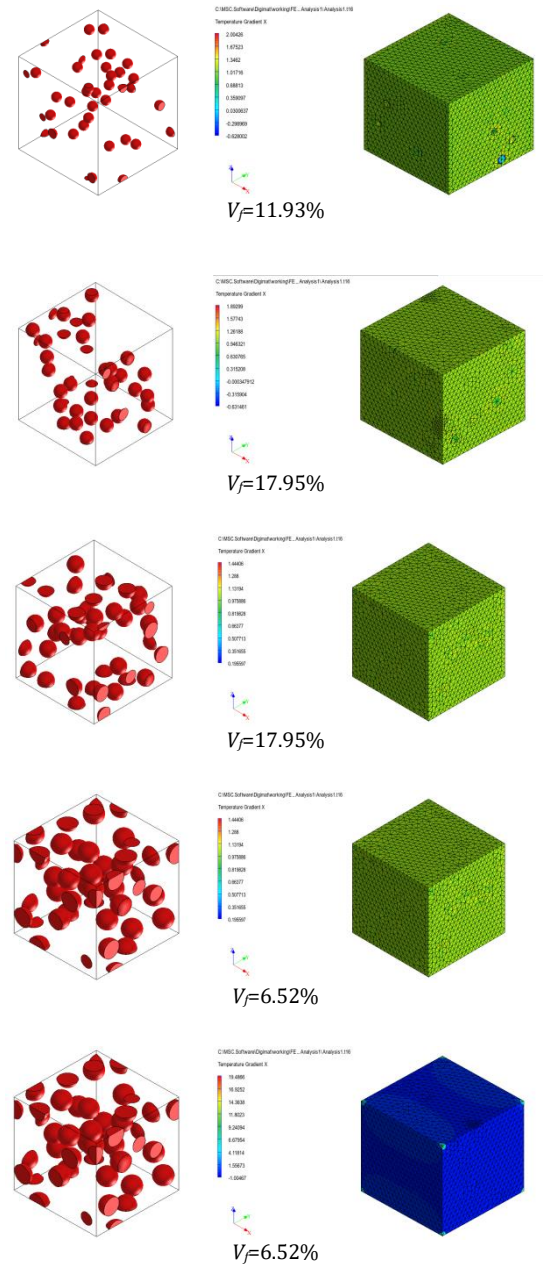 C:\MSC.Software\Digimat\working\FE... Analysis1\Analysis1.t16
Temperature Gradient X
2.00426
1.67523
1.3462
1.01716
0.68813
0.359097
0.0300637
-0.298969
-0.628002
Z
Y
X
Vf=11.93%
C:\MSC.Software\Digimat\working\FE... Analysis1\Analysis1.t16
Temperature Gradient X
1.89299
1.57743
1.26188
0.946321
0.630765
0.315208
-0.000347912
-0.315904
-0.631461
Z
Y
X
Vf=17.95%
C:\MSC.Software\Digimat\working\FE... Analysis1\Analysis1.t16
Temperature Gradient X
1.44406
1.288
1.13194
0.975886
0.819828
0.66377
0.507713
0.351655
0.195597
Z
Y
X
Vf=17.95%
C:\MSC.Software\Digimat\working\FE... Analysis1\Analysis1.t16
Temperature Gradient X
1.44406
1.288
1.13194
0.975886
0.819828
0.66377
0.507713
0.351655
0.195597
Z
Y
X
Vf=6.52%
C:\MSC.Software\Digimat\working\FE... Analysis1\Analysis1.t16
Temperature Gradient X
19.4866
16.9252
14.3638
11.8023
9.24094
6.67954
4.11814
1.55673
-1.00467
Z
Y
X
Vf=6.52%